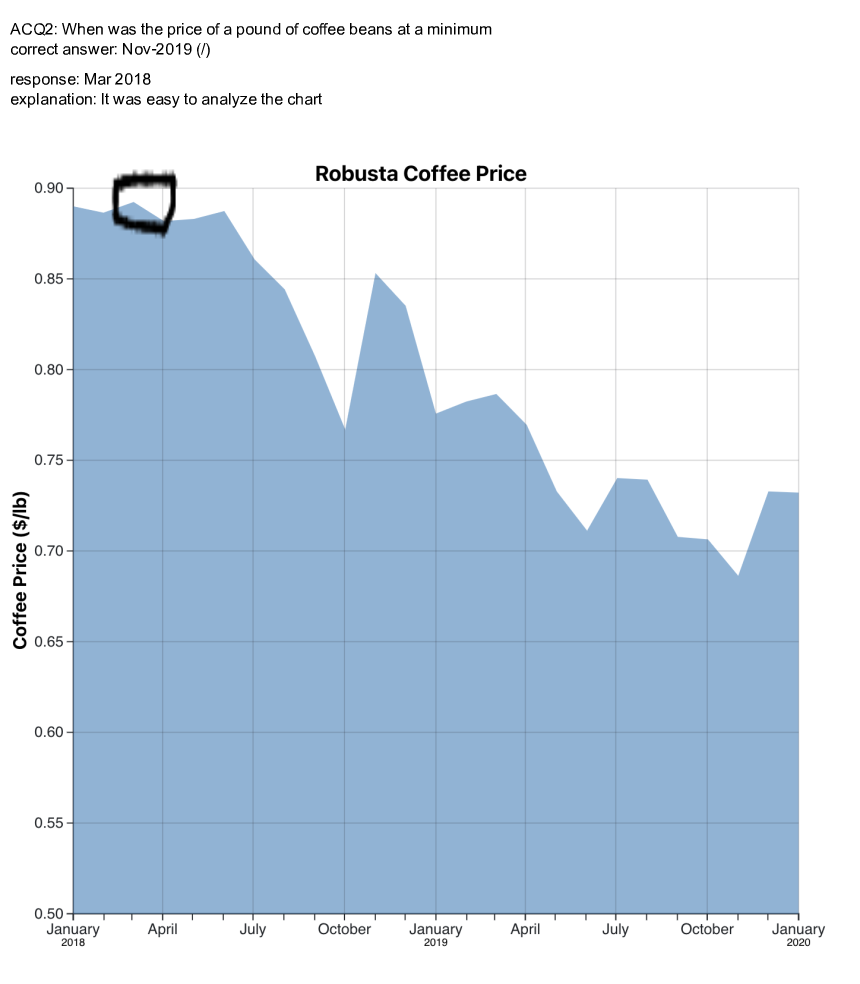 ACQ2: When was the price of a pound of coffee beans at a minimum
correct answer: Nov-2019 (/)
response: Mar 2018
explanation: It was easy to analyze the chart
Robusta Coffee Price
0.90
0.85
0.80
0.75
0.70
0.65
0.60
0.55
0.50
Coffee Price ($/lb)
January April July October January April July October January
2018 2019 2020